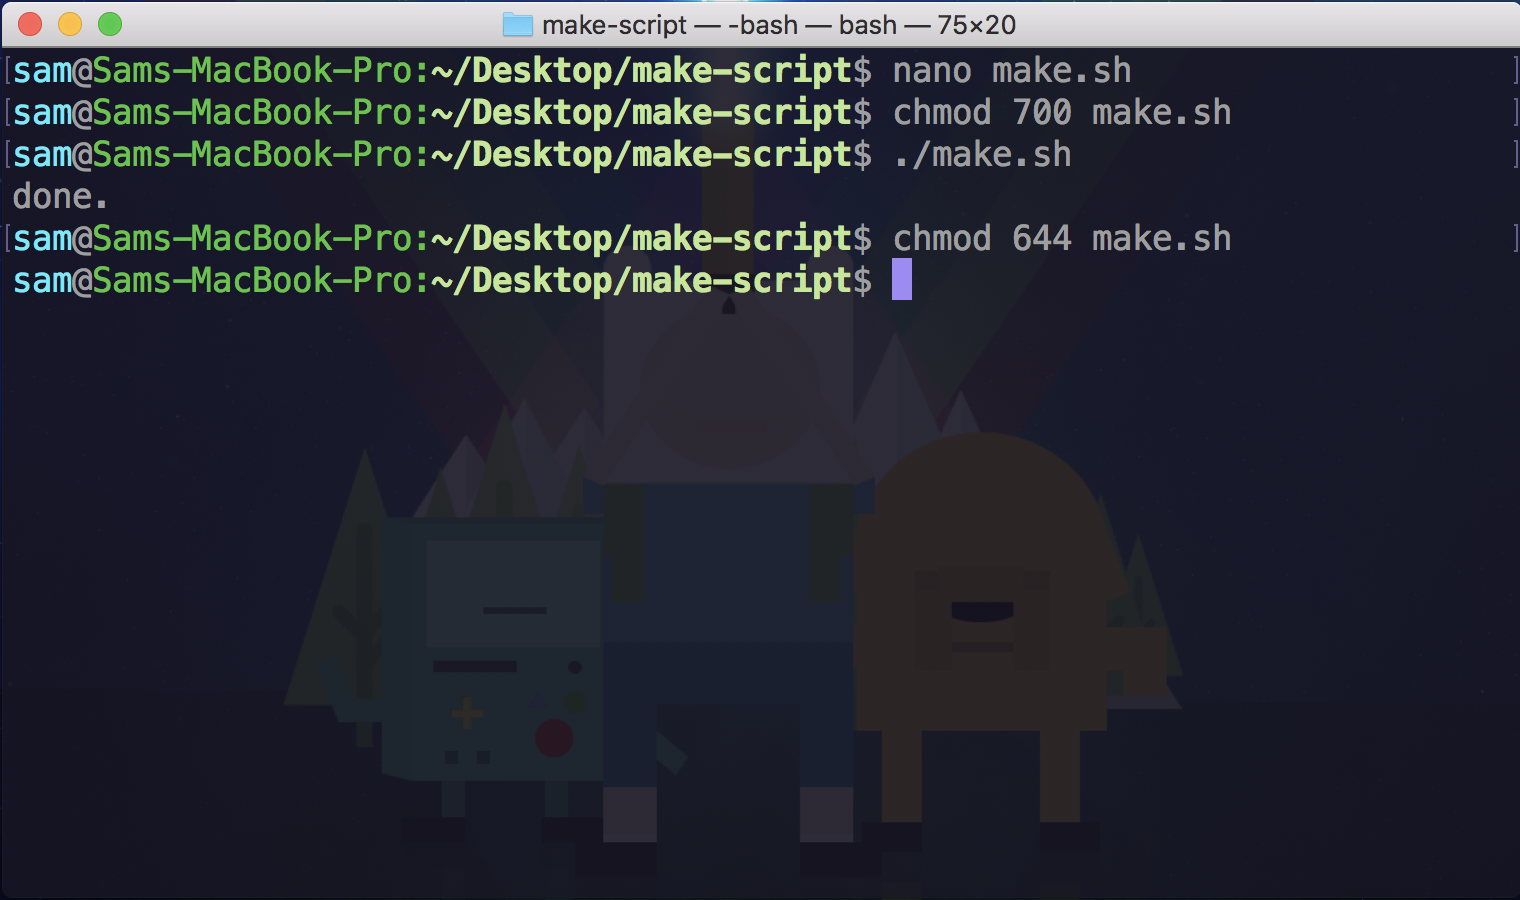 make-script — -bash — bash — 75×20
[sam@Sams-MacBook-Pro:~/Desktop/make-script$ nano make.sh ]
[sam@Sams-MacBook-Pro:~/Desktop/make-script$ chmod 700 make.sh ]
[sam@Sams-MacBook-Pro:~/Desktop/make-script$ ./make.sh ]
done.
[sam@Sams-MacBook-Pro:~/Desktop/make-script$ chmod 644 make.sh ]
sam@Sams-MacBook-Pro:~/Desktop/make-script$